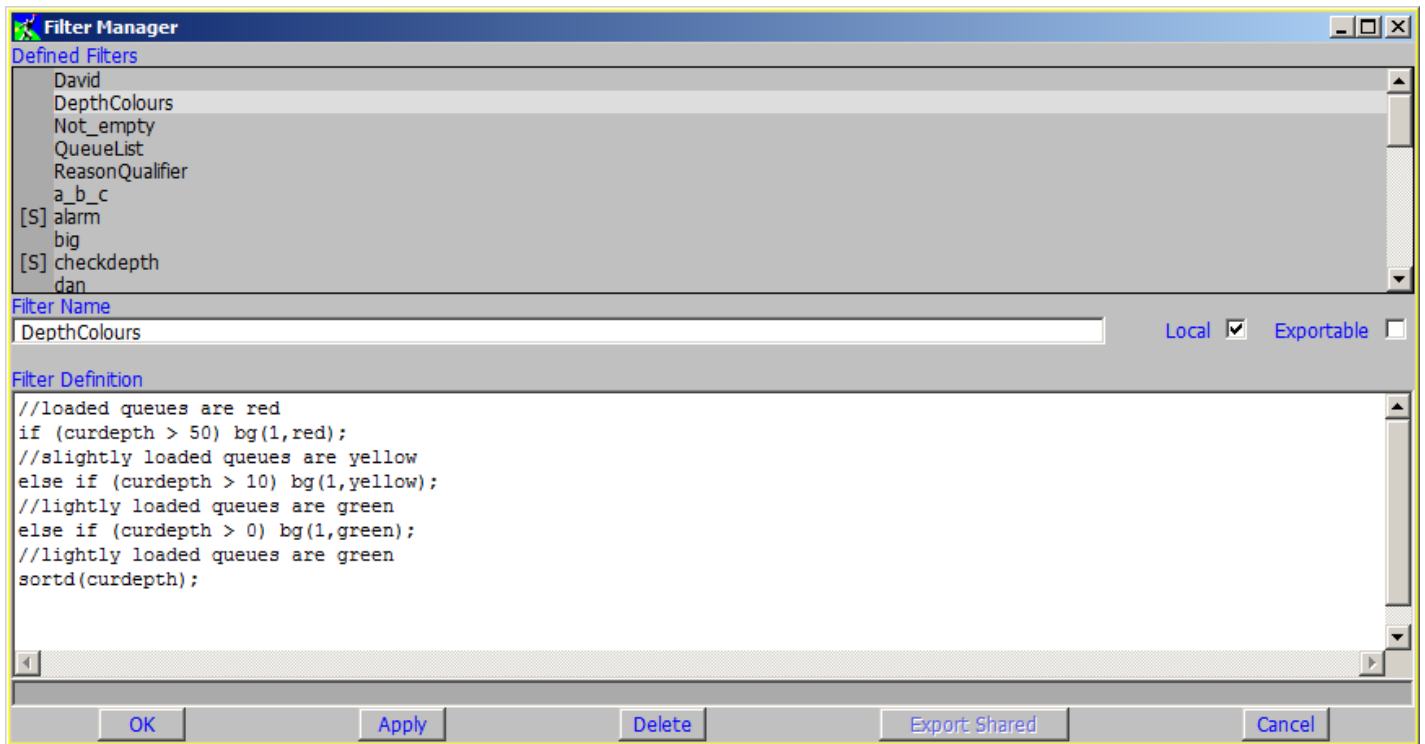 Filter Manager
Defined Filters
David
DepthColours
Not_empty
QueueList
ReasonQualifier
a_b_c
[S] alarm
big
[S] checkdepth
dan
Filter Name
DepthColours Local Exportable
Filter Definition
//loaded queues are red
if (curdepth > 50) bg(1,red);
//slightly loaded queues are yellow
else if (curdepth > 10) bg(1,yellow);
//lightly loaded queues are green
else if (curdepth > 0) bg(1,green);
//lightly loaded queues are green
sortd(curdepth);
OK Apply Delete Export Shared Cancel